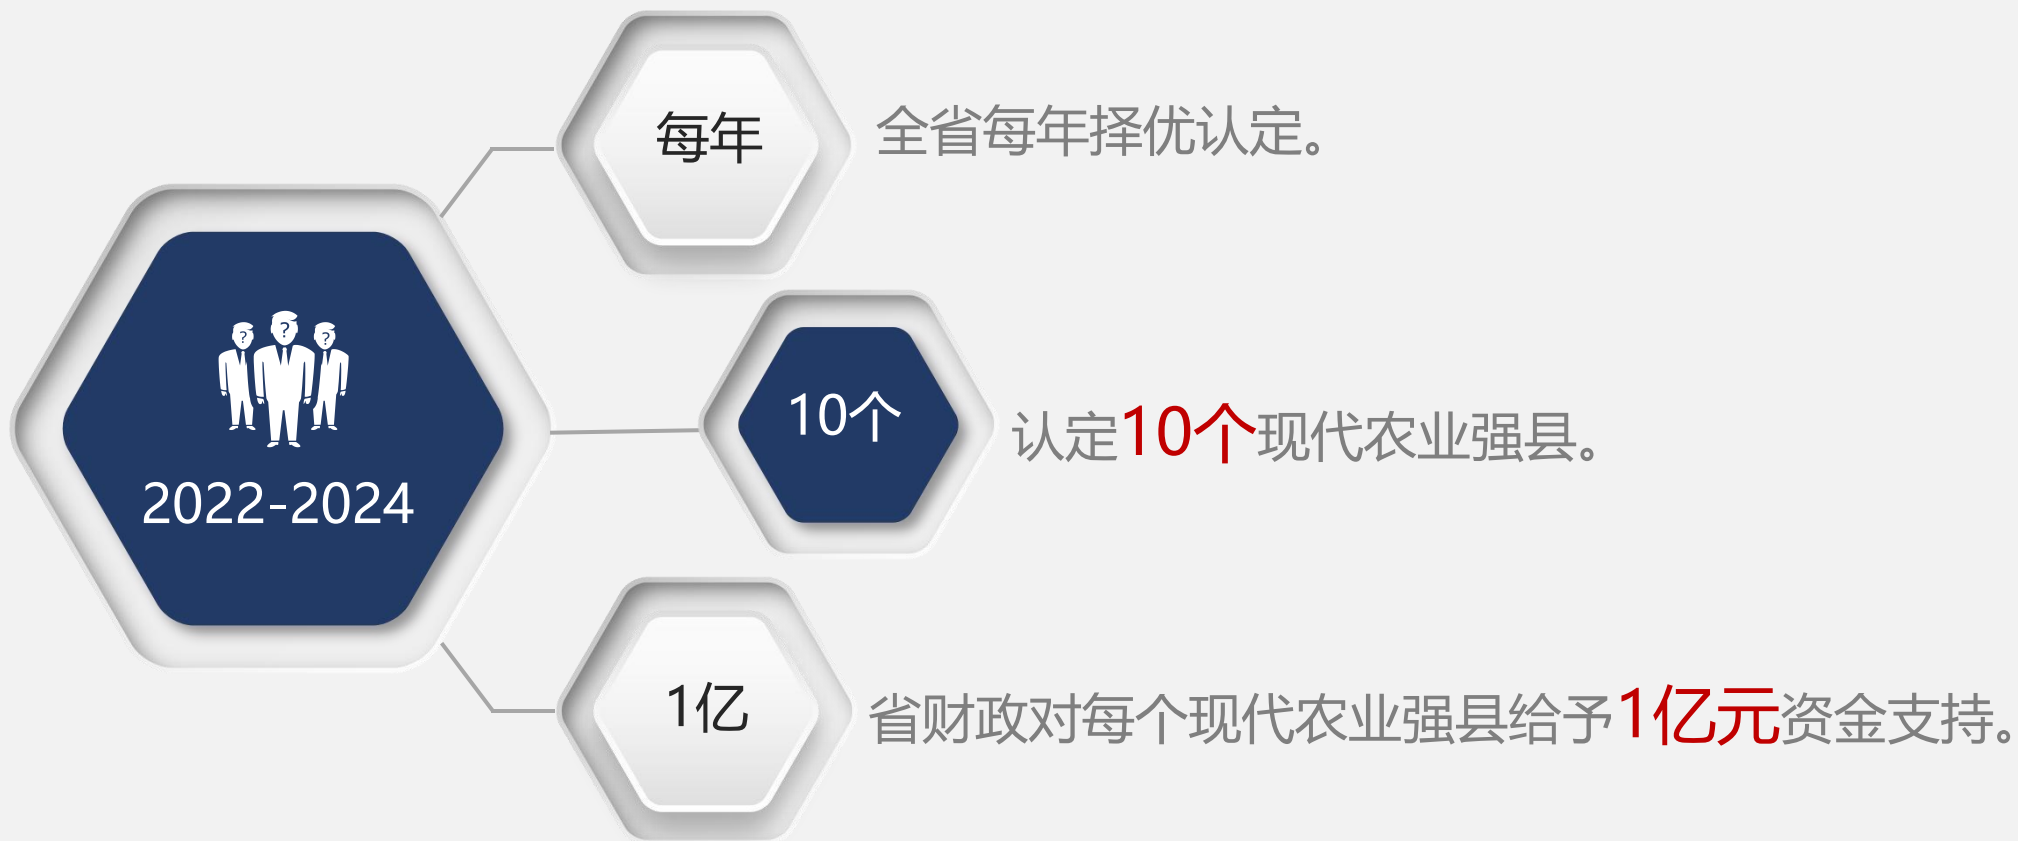 每年
全省每年择优认定。
2022-2024
10个
认定10个现代农业强县。
1亿
省财政对每个现代农业强县给予1亿元资金支持。